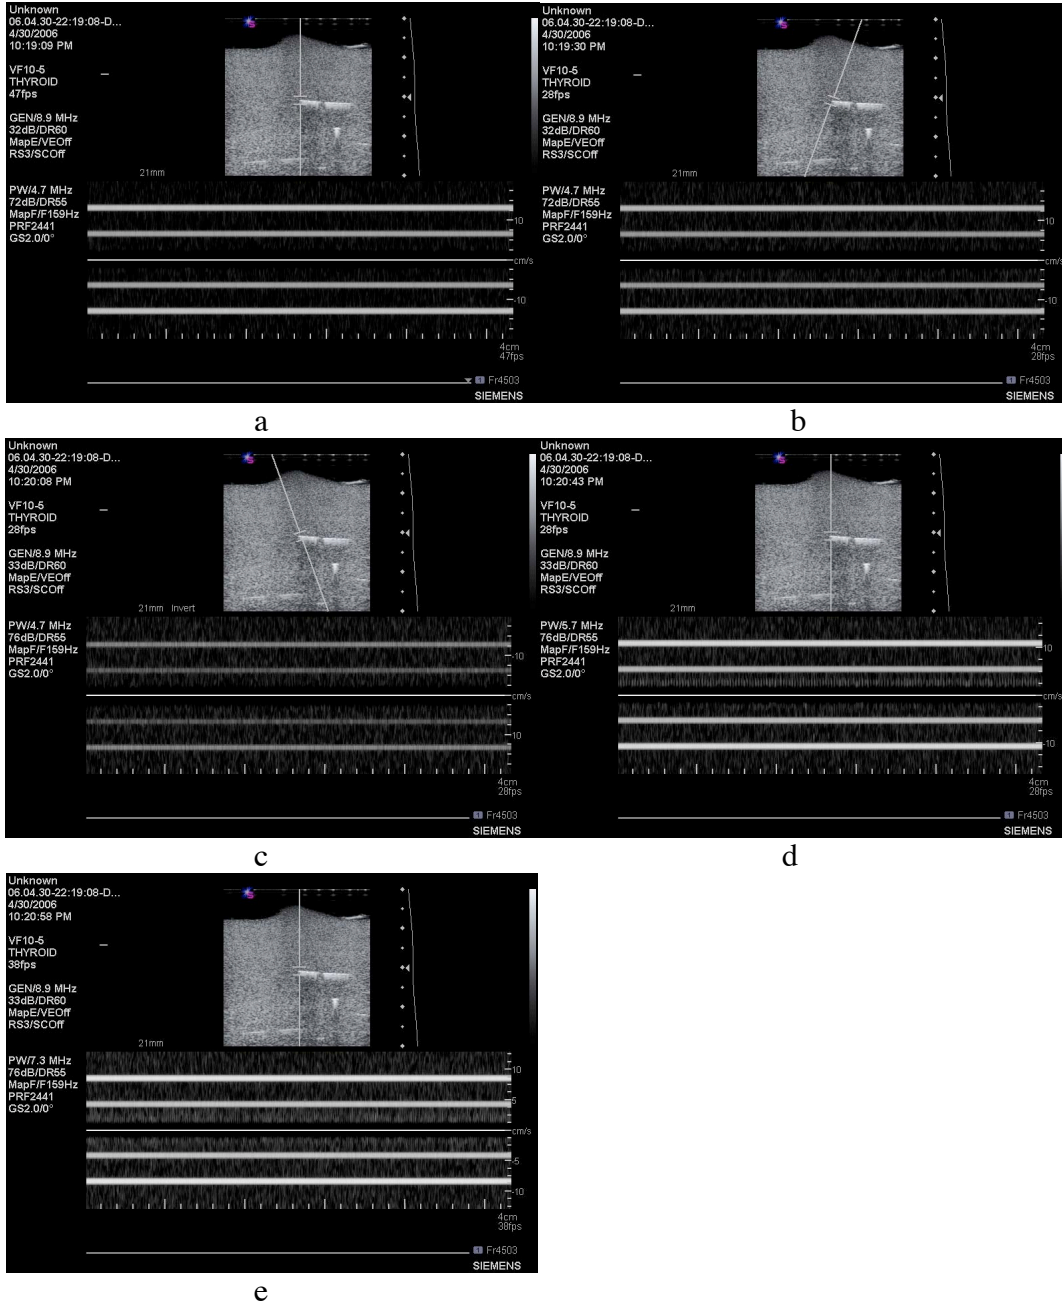 Unknown
06.04.30-22:19:08-D...
4/30/2006
10:19:09 PM
VF10-5
THYROID
47fps
GEN/8.9 MHz
32dB/DR60
MapE/VEOff
RS3/SCOff
21mm
PW/4.7 MHz
72dB/DR55
MapF/F159Hz
PRF2441
GS2.0/0°
10
cm/s
-10
4cm
47fps
1 Fr4503
SIEMENS
a
Unknown
06.04.30-22:19:08-D...
4/30/2006
10:19:30 PM
VF10-5
THYROID
28fps
GEN/8.9 MHz
32dB/DR60
MapE/VEOff
RS3/SCOff
21mm
PW/4.7 MHz
72dB/DR55
MapF/F159Hz
PRF2441
GS2.0/0°
10
cm/s
-10
4cm
28fps
1 Fr4503
SIEMENS
b
Unknown
06.04.30-22:19:08-D...
4/30/2006
10:20:08 PM
VF10-5
THYROID
28fps
GEN/8.9 MHz
33dB/DR60
MapE/VEOff
RS3/SCOff
21mm Invert
PW/4.7 MHz
76dB/DR55
MapF/F159Hz
PRF2441
GS2.0/0°
-10
cm/s
10
4cm
28fps
1 Fr4503
SIEMENS
c
Unknown
06.04.30-22:19:08-D...
4/30/2006
10:20:43 PM
VF10-5
THYROID
28fps
GEN/8.9 MHz
33dB/DR60
MapE/VEOff
RS3/SCOff
21mm
PW/5.7 MHz
76dB/DR55
MapF/F159Hz
PRF2441
GS2.0/0°
10
cm/s
-10
4cm
28fps
1 Fr4503
SIEMENS
d
Unknown
06.04.30-22:19:08-D...
4/30/2006
10:20:58 PM
VF10-5
THYROID
38fps
GEN/8.9 MHz
33dB/DR60
MapE/VEOff
RS3/SCOff
21mm
PW/7.3 MHz
76dB/DR55
MapF/F159Hz
PRF2441
GS2.0/0°
10
5
cm/s
-5
-10
4cm
38fps
1 Fr4503
SIEMENS
e